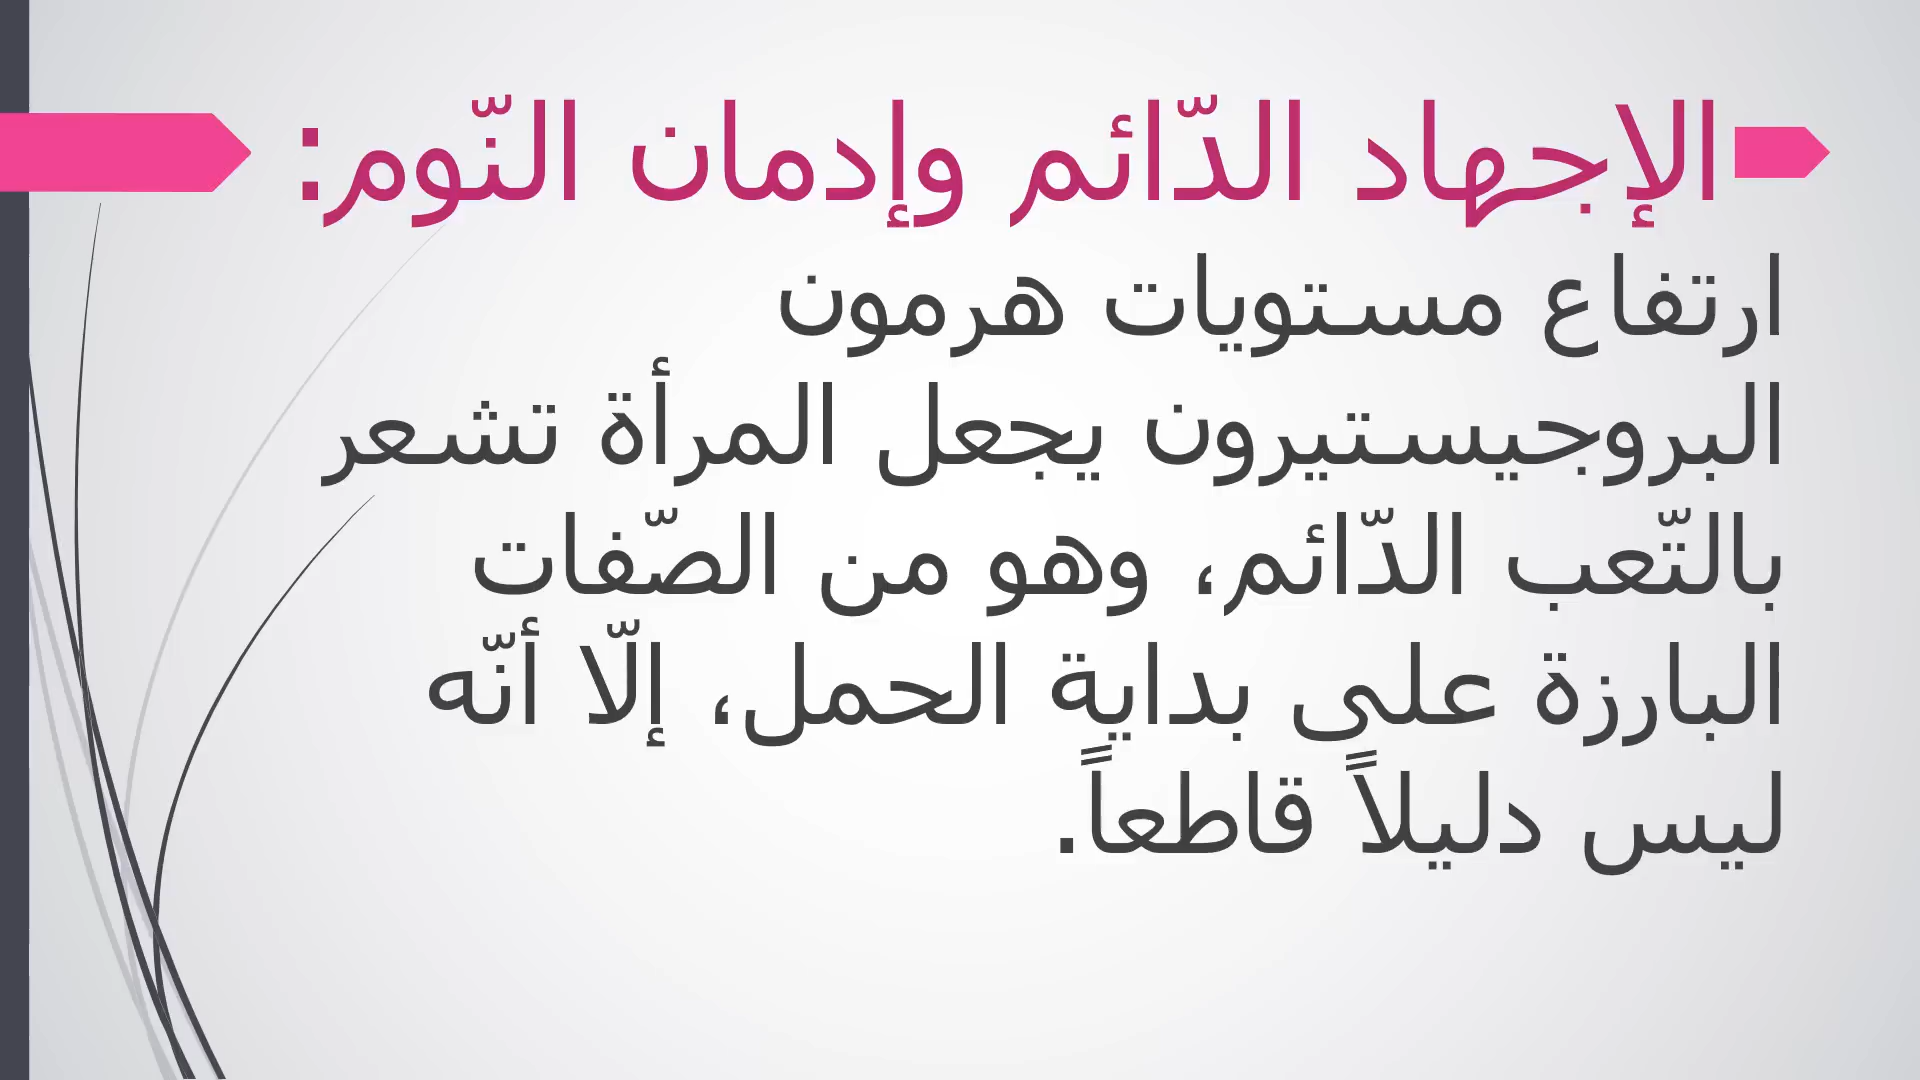 الإجهاد الدّائم وإدمان النّوم:
ارتفاع مستويات هرمون
البروجيستيرون يجعل المرأة تشعر
بالتّعب الدّائم، وهو من الصّفات
البارزة على بداية الحمل، إلّا أنّه
ليس دليلاً قاطعاً.